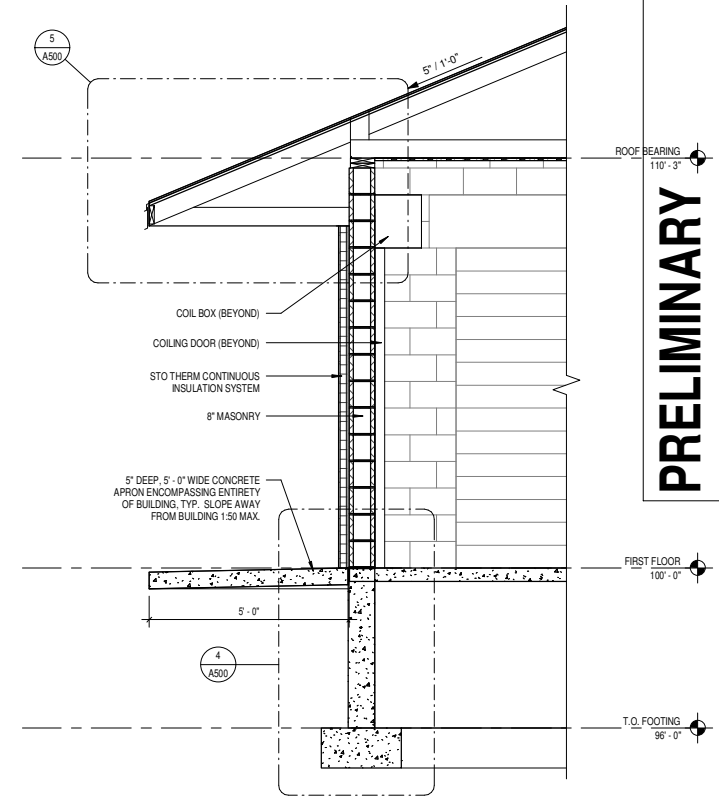 5
A500
5" / 1'-0"
ROOF BEARING
110' - 3"
PRELIMINARY
COIL BOX (BEYOND)
COILING DOOR (BEYOND)
STO THERM CONTINUOUS
INSULATION SYSTEM
8" MASONRY
5" DEEP, 5' - 0" WIDE CONCRETE
APRON ENCOMPASSING ENTIRETY
OF BUILDING, TYP. SLOPE AWAY
FROM BUILDING 1:50 MAX.
FIRST FLOOR
100' - 0"
5' - 0"
4
A500
T.O. FOOTING
96' - 0"